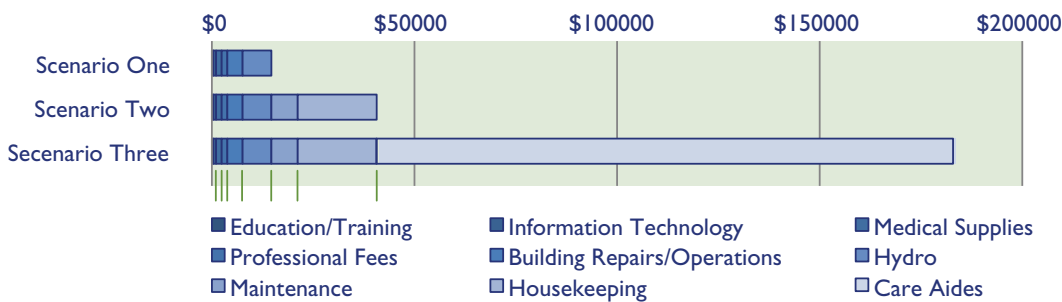 $0 $50000 $100000 $150000 $200000
Scenario One
Scenario Two
Secenario Three
Education/Training Information Technology Medical Supplies
Professional Fees Building Repairs/Operations Hydro
Maintenance Housekeeping Care Aides